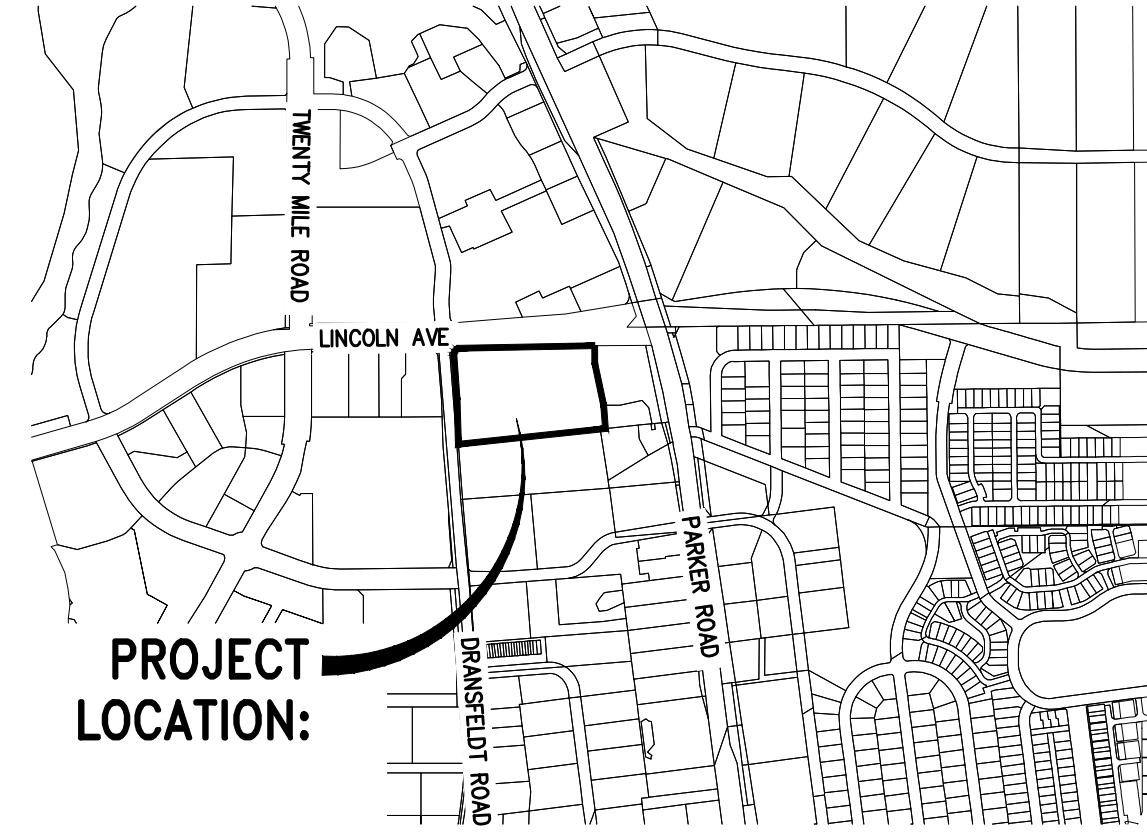 TWENTY MILE ROAD
LINCOLN AVE
PARKER ROAD
PROJECT
LOCATION:
DRANSFELDT ROAD